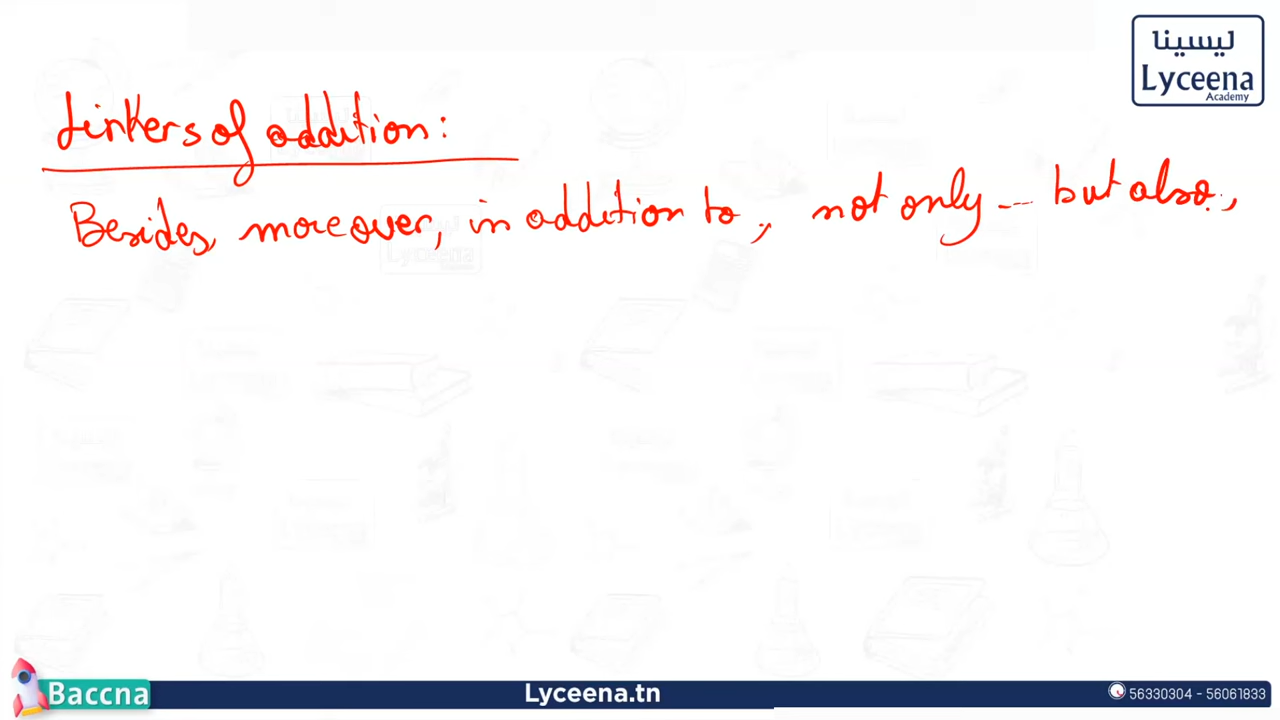 ليسينا
Lyceena
Academy
Linkers of addition:
Besides, moreover, in addition to, not only --- but also,
Baccna
Lyceena.tn
56330304 - 56061833